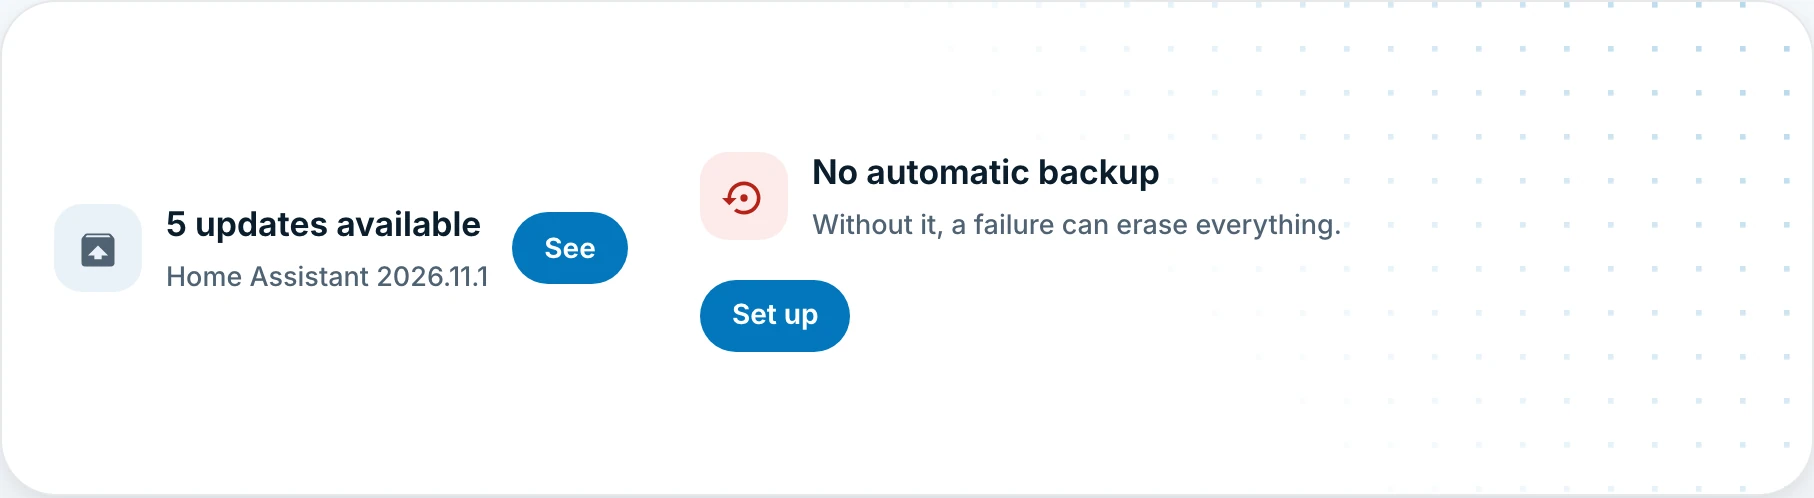 5 updates available
Home Assistant 2026.11.1
See
No automatic backup
Without it, a failure can erase everything.
Set up